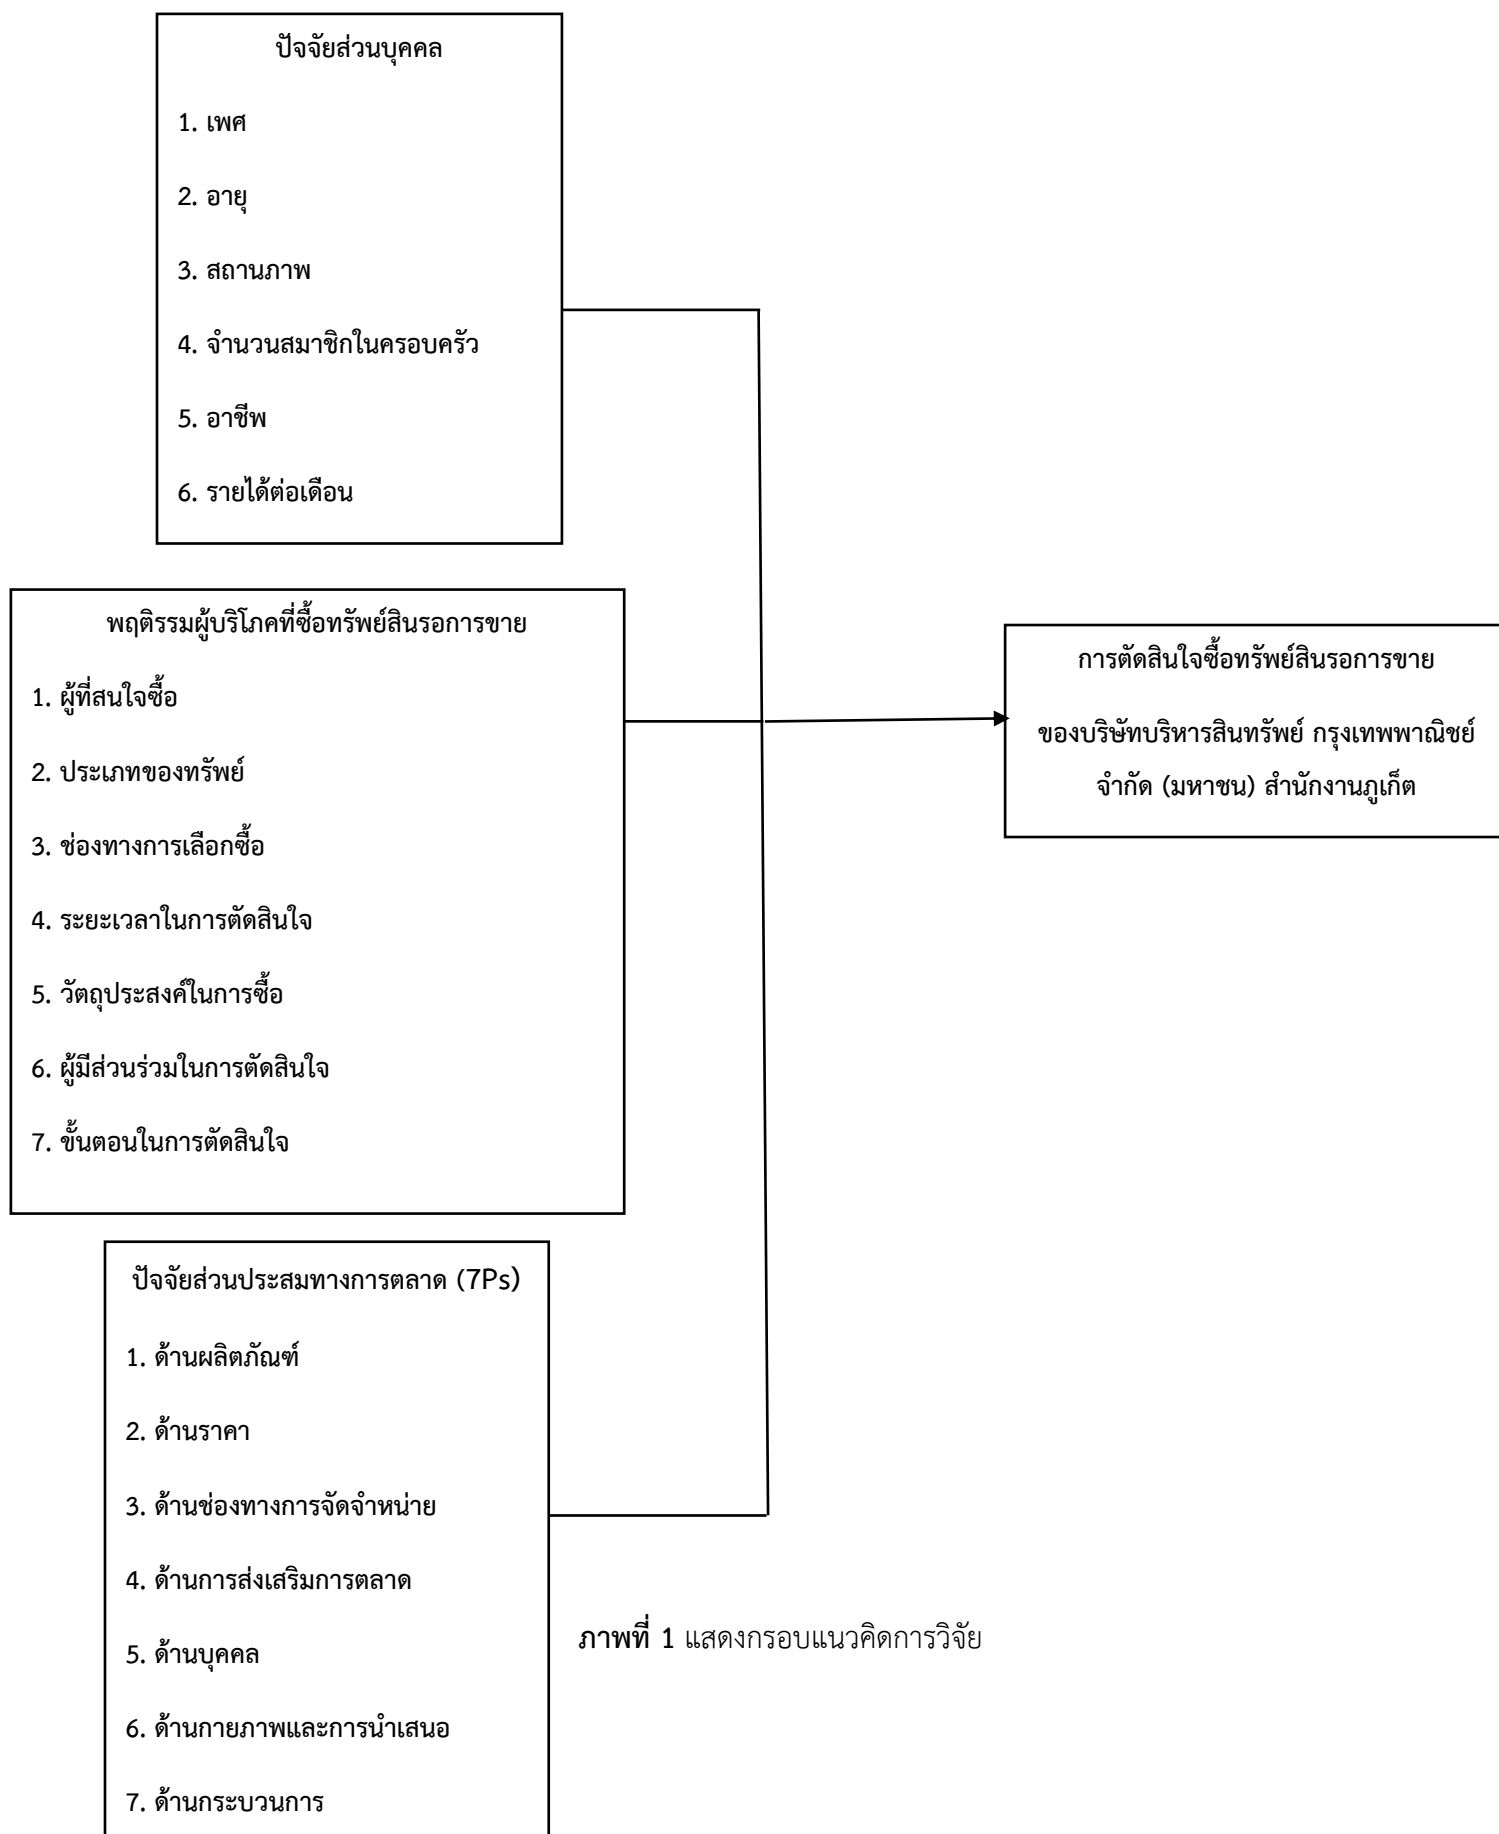 ปัจจัยส่วนบุคคล
1. เพศ
2. อายุ
3. สถานภาพ
4. จำนวนสมาชิกในครอบครัว
5. อาชีพ
6. รายได้ต่อเดือน
พฤติรรมผู้บริโภคที่ซื้อทรัพย์สินรอการขาย
1. ผู้ที่สนใจซื้อ
2. ประเภทของทรัพย์
3. ช่องทางการเลือกซื้อ
4. ระยะเวลาในการตัดสินใจ
5. วัตถุประสงค์ในการซื้อ
6. ผู้มีส่วนร่วมในการตัดสินใจ
7. ขั้นตอนในการตัดสินใจ
การตัดสินใจซื้อทรัพย์สินรอการขาย
ของบริษัทบริหารสินทรัพย์ กรุงเทพพาณิชย์
จำกัด (มหาชน) สำนักงานภูเก็ต
ปัจจัยส่วนประสมทางการตลาด (7Ps)
1. ด้านผลิตภัณฑ์
2. ด้านราคา
3. ด้านช่องทางการจัดจำหน่าย
4. ด้านการส่งเสริมการตลาด
5. ด้านบุคคล
6. ด้านกายภาพและการนำเสนอ
7. ด้านกระบวนการ
ภาพที่ 1 แสดงกรอบแนวคิดการวิจัย